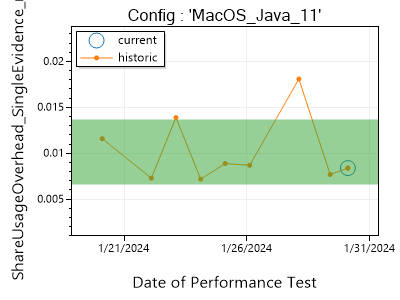 Config : 'MacOS_Java_11'
current
historic
0.02
0.015
0.01
0.005
ShareUsageOverhead_SingleEvidence_
1/21/2024
1/26/2024
1/31/2024
Date of Performance Test